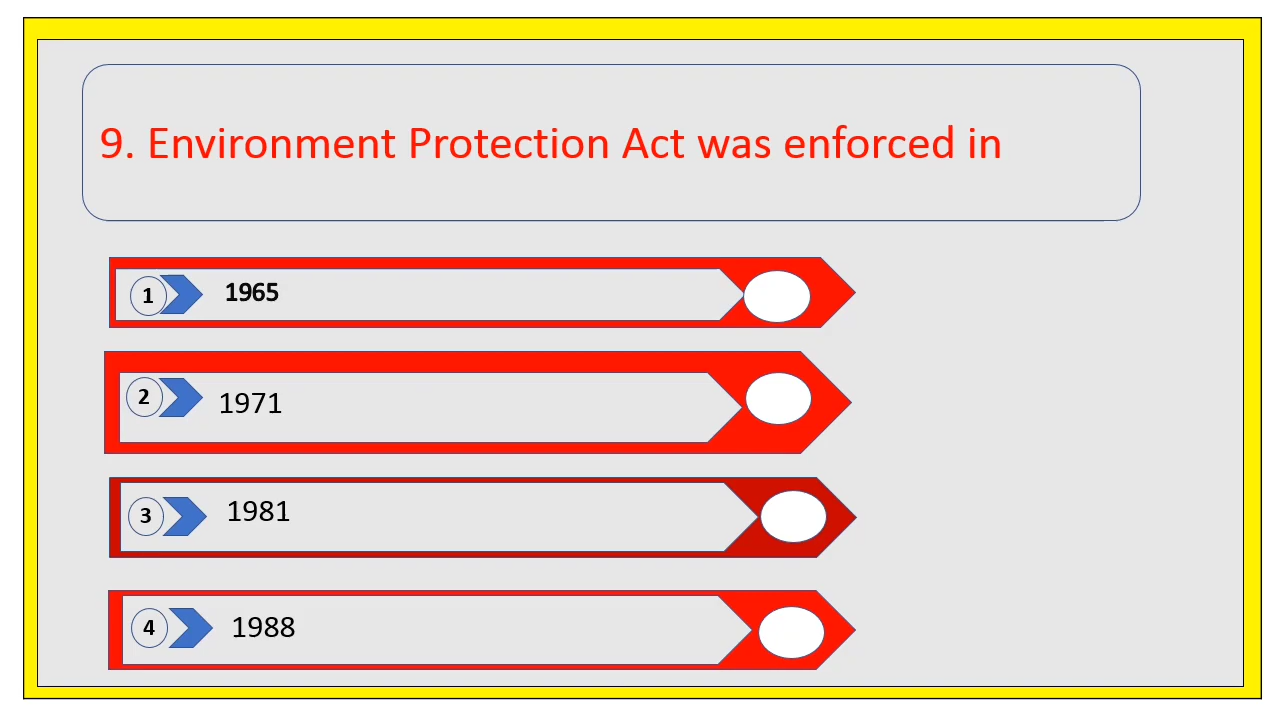 9. Environment Protection Act was enforced in
1 1965
2 1971
3 1981
4 1988